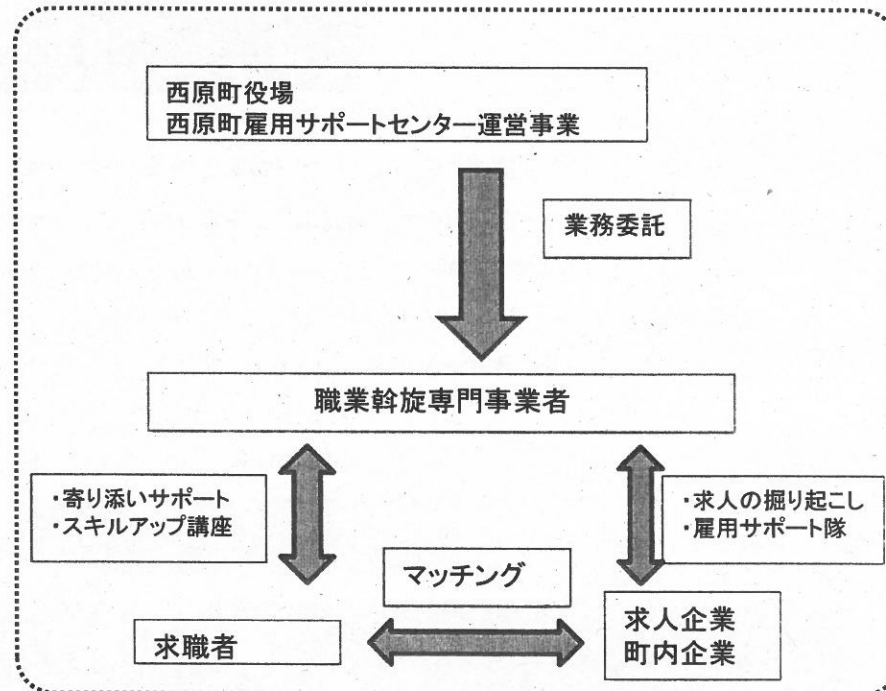 西原町役場
西原町雇用サポートセンター運営事業
業務委託
職業斡旋専門事業者
・寄り添いサポート
・スキルアップ講座
・求人の掘り起こし
・雇用サポート隊
マッチング
求職者
求人企業
町内企業